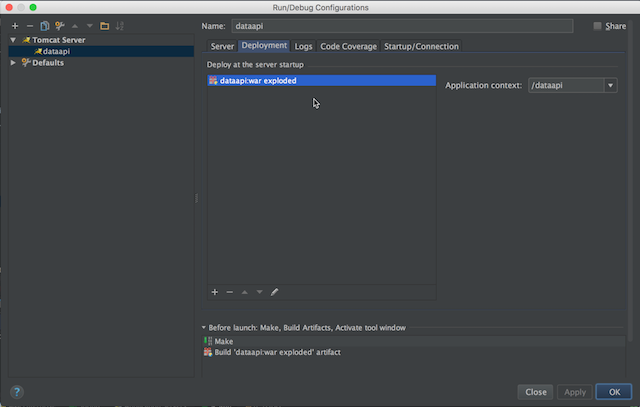 Run/Debug Configurations
Name: dataapi
Share
Tomcat Server
dataapi
Defaults
Server Deployment Logs Code Coverage Startup/Connection
Deploy at the server startup
dataapi:war exploded
Application context: /dataapi
Before launch: Make, Build Artifacts, Activate tool window
Make
Build 'dataapi:war exploded' artifact
? Close Apply OK